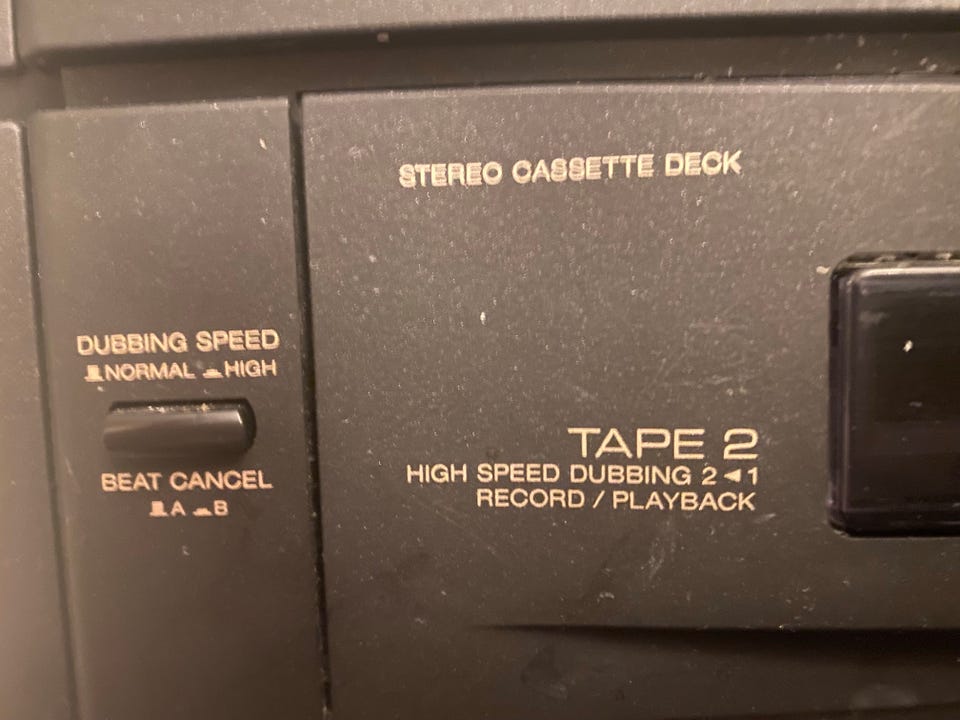 STEREO CASSETTE DECK
DUBBING SPEED
NORMAL HIGH
BEAT CANCEL
A B
TAPE 2
HIGH SPEED DUBBING 2◄1
RECORD / PLAYBACK